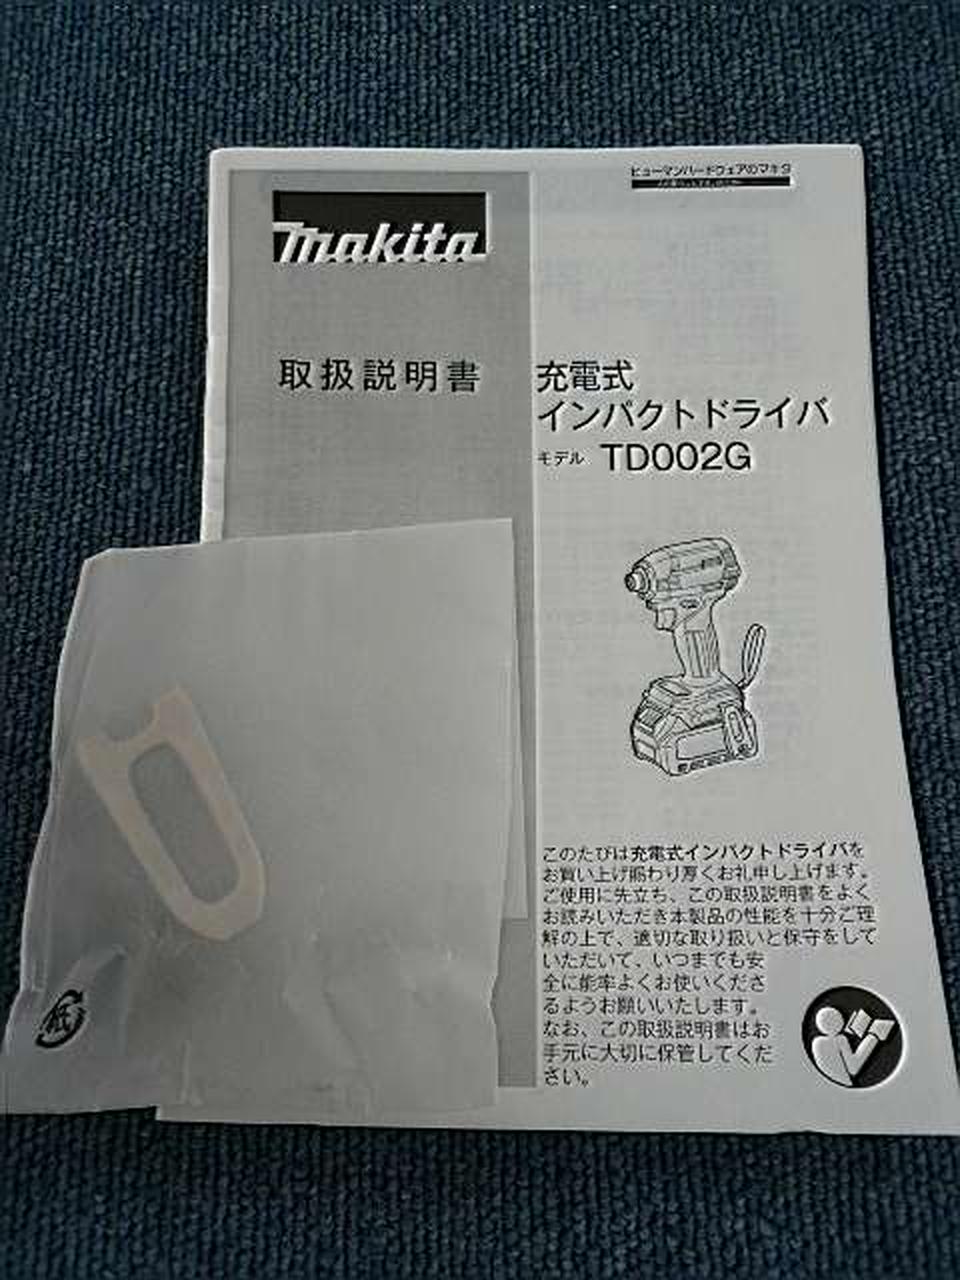 ヒューマンハードウェアのマキタ
makita
取扱説明書
充電式
インパクトドライバ
モデル TD002G
このたびは充電式インパクトドライバを
お買い上げ賜わり厚くお礼申し上げます。
ご使用に先立ち、この取扱説明書をよく
お読みいただき本製品の性能を十分ご理
解の上で、適切な取り扱いと保守をして
いただいて、いつまでも安
全に能率よくお使いくださ
るようお願いいたします。
なお、この取扱説明書はお
手元に大切に保管してくだ
さい。
紙